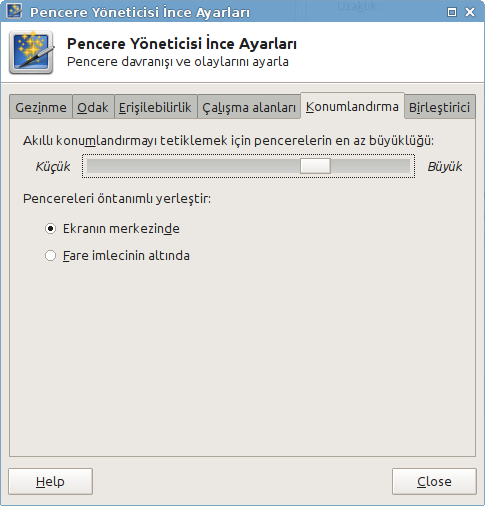 Pencere Yöneticisi İnce Ayarları
Pencere Yöneticisi İnce Ayarları
Pencere davranışı ve olaylarını ayarla
Gezinme Odak Erişilebilirlik Çalışma alanları Konumlandırma Birleştirici
Akıllı konumlandırmayı tetiklemek için pencerelerin en az büyüklüğü:
Küçük Büyük
Pencereleri öntanımlı yerleştir:
Ekranın merkezinde
Fare imlecinin altında
Help Close